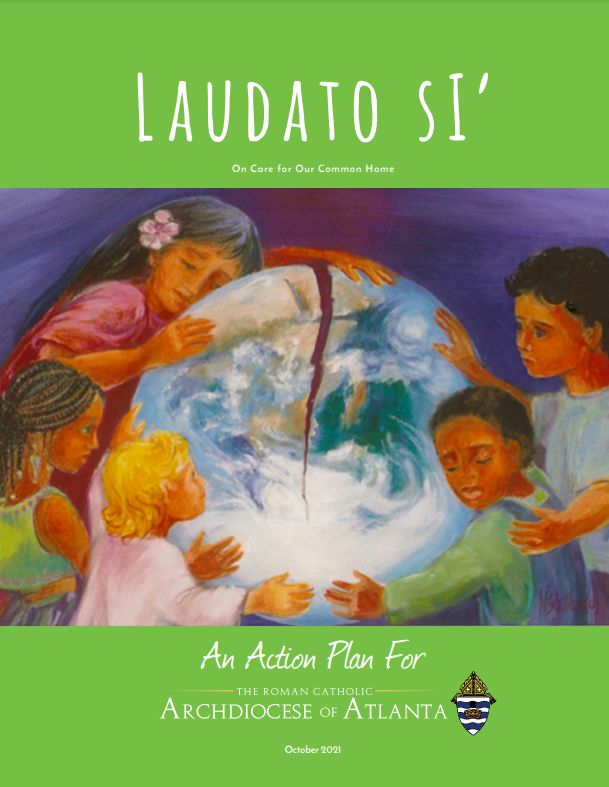 LAUDATO SI’
On Care for Our Common Home
An Action Plan For
THE ROMAN CATHOLIC
ARCHDIOCESE OF ATLANTA
October 2021